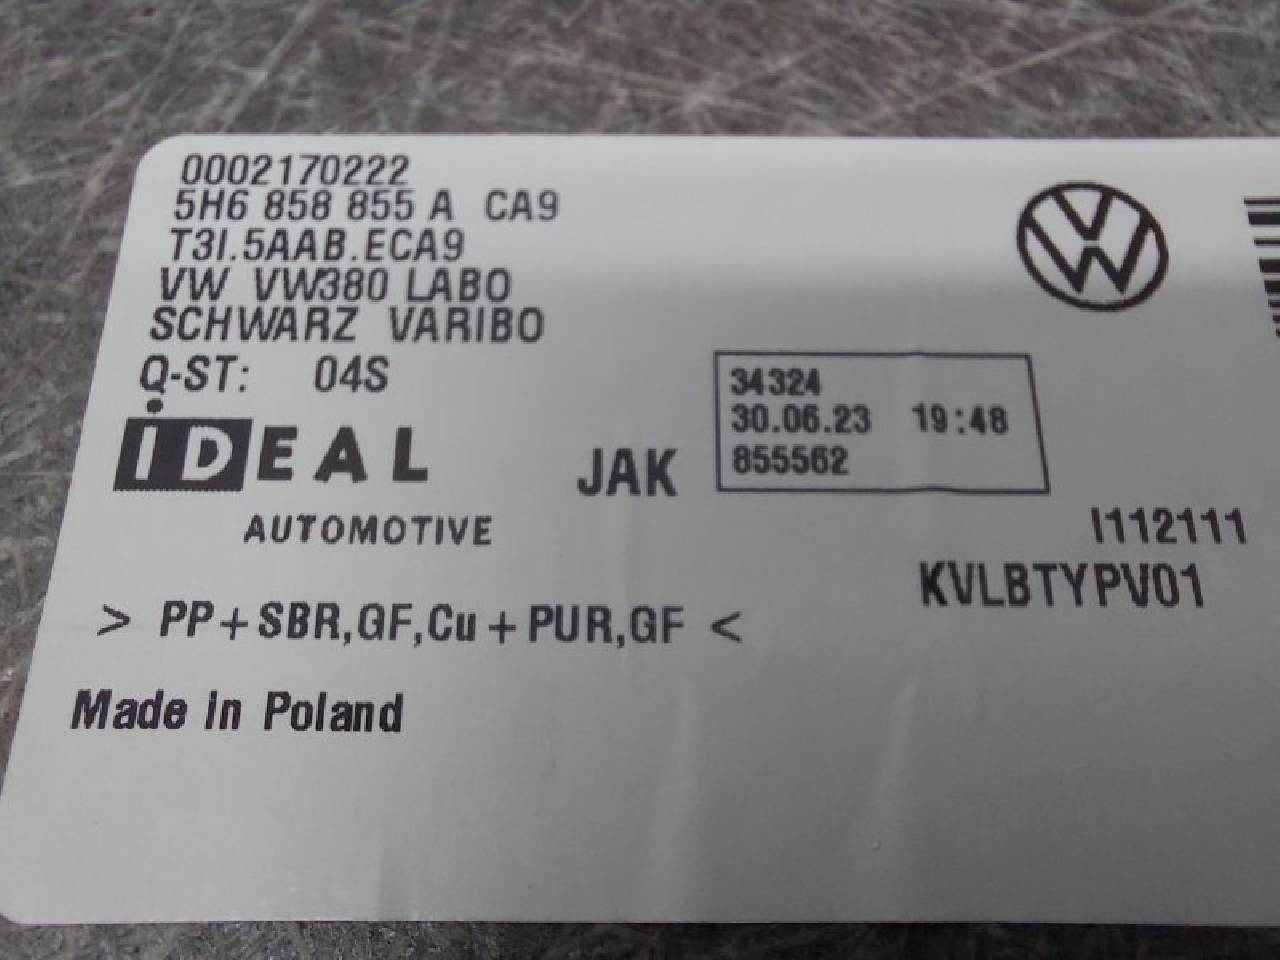 0002170222
5H6 858 855 A CA9
T3I.5AAB.ECA9
VW VW380 LABO
SCHWARZ VARIBO
Q-ST: 04S
VW
iDEAL
AUTOMOTIVE
JAK
34324
30.06.23 19:48
855562
I112111
KVLBTYPV01
> PP+SBR,GF,Cu+PUR,GF <
Made in Poland